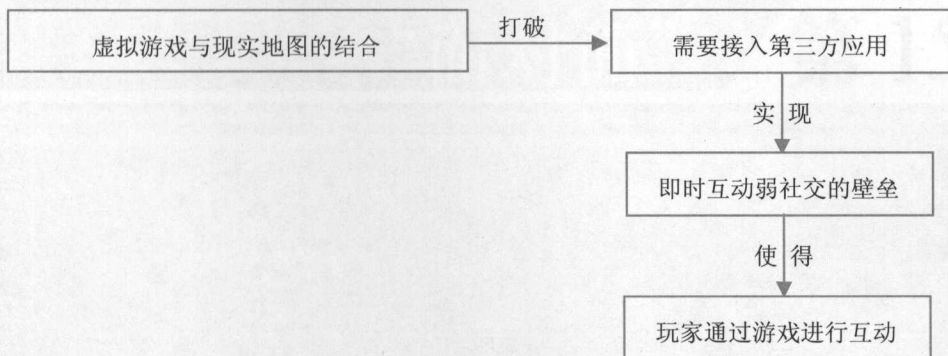 虚拟游戏与现实地图的结合
打破
需要接入第三方应用
实现
即时互动弱社交的壁垒
使得
玩家通过游戏进行互动